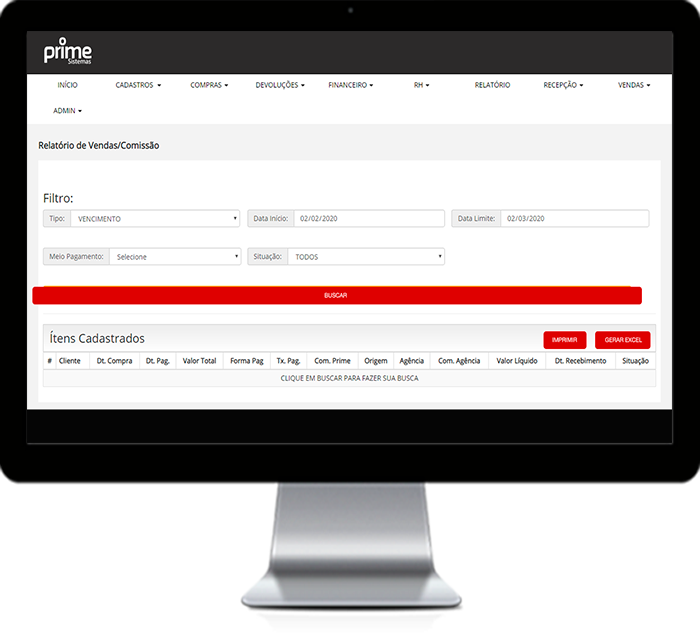 prime
Sistemas
INÍCIO CADASTROS COMPRAS DEVOLUÇÕES FINANCEIRO RH RELATÓRIO RECEPÇÃO VENDAS
ADMIN
Relatório de Vendas/Comissão
Filtro:
Tipo: VENCIMENTO Data Início: 02/02/2020 Data Limite: 02/03/2020
Meio Pagamento: Selecione Situação: TODOS
BUSCAR
Ítens Cadastrados IMPRIMIR GERAR EXCEL
# Cliente Dt. Compra Dt. Pag. Valor Total Forma Pag Tx. Pag. Com. Prime Origem Agência Com. Agência Valor Líquido Dt. Recebimento Situação
CLIQUE EM BUSCAR PARA FAZER SUA BUSCA